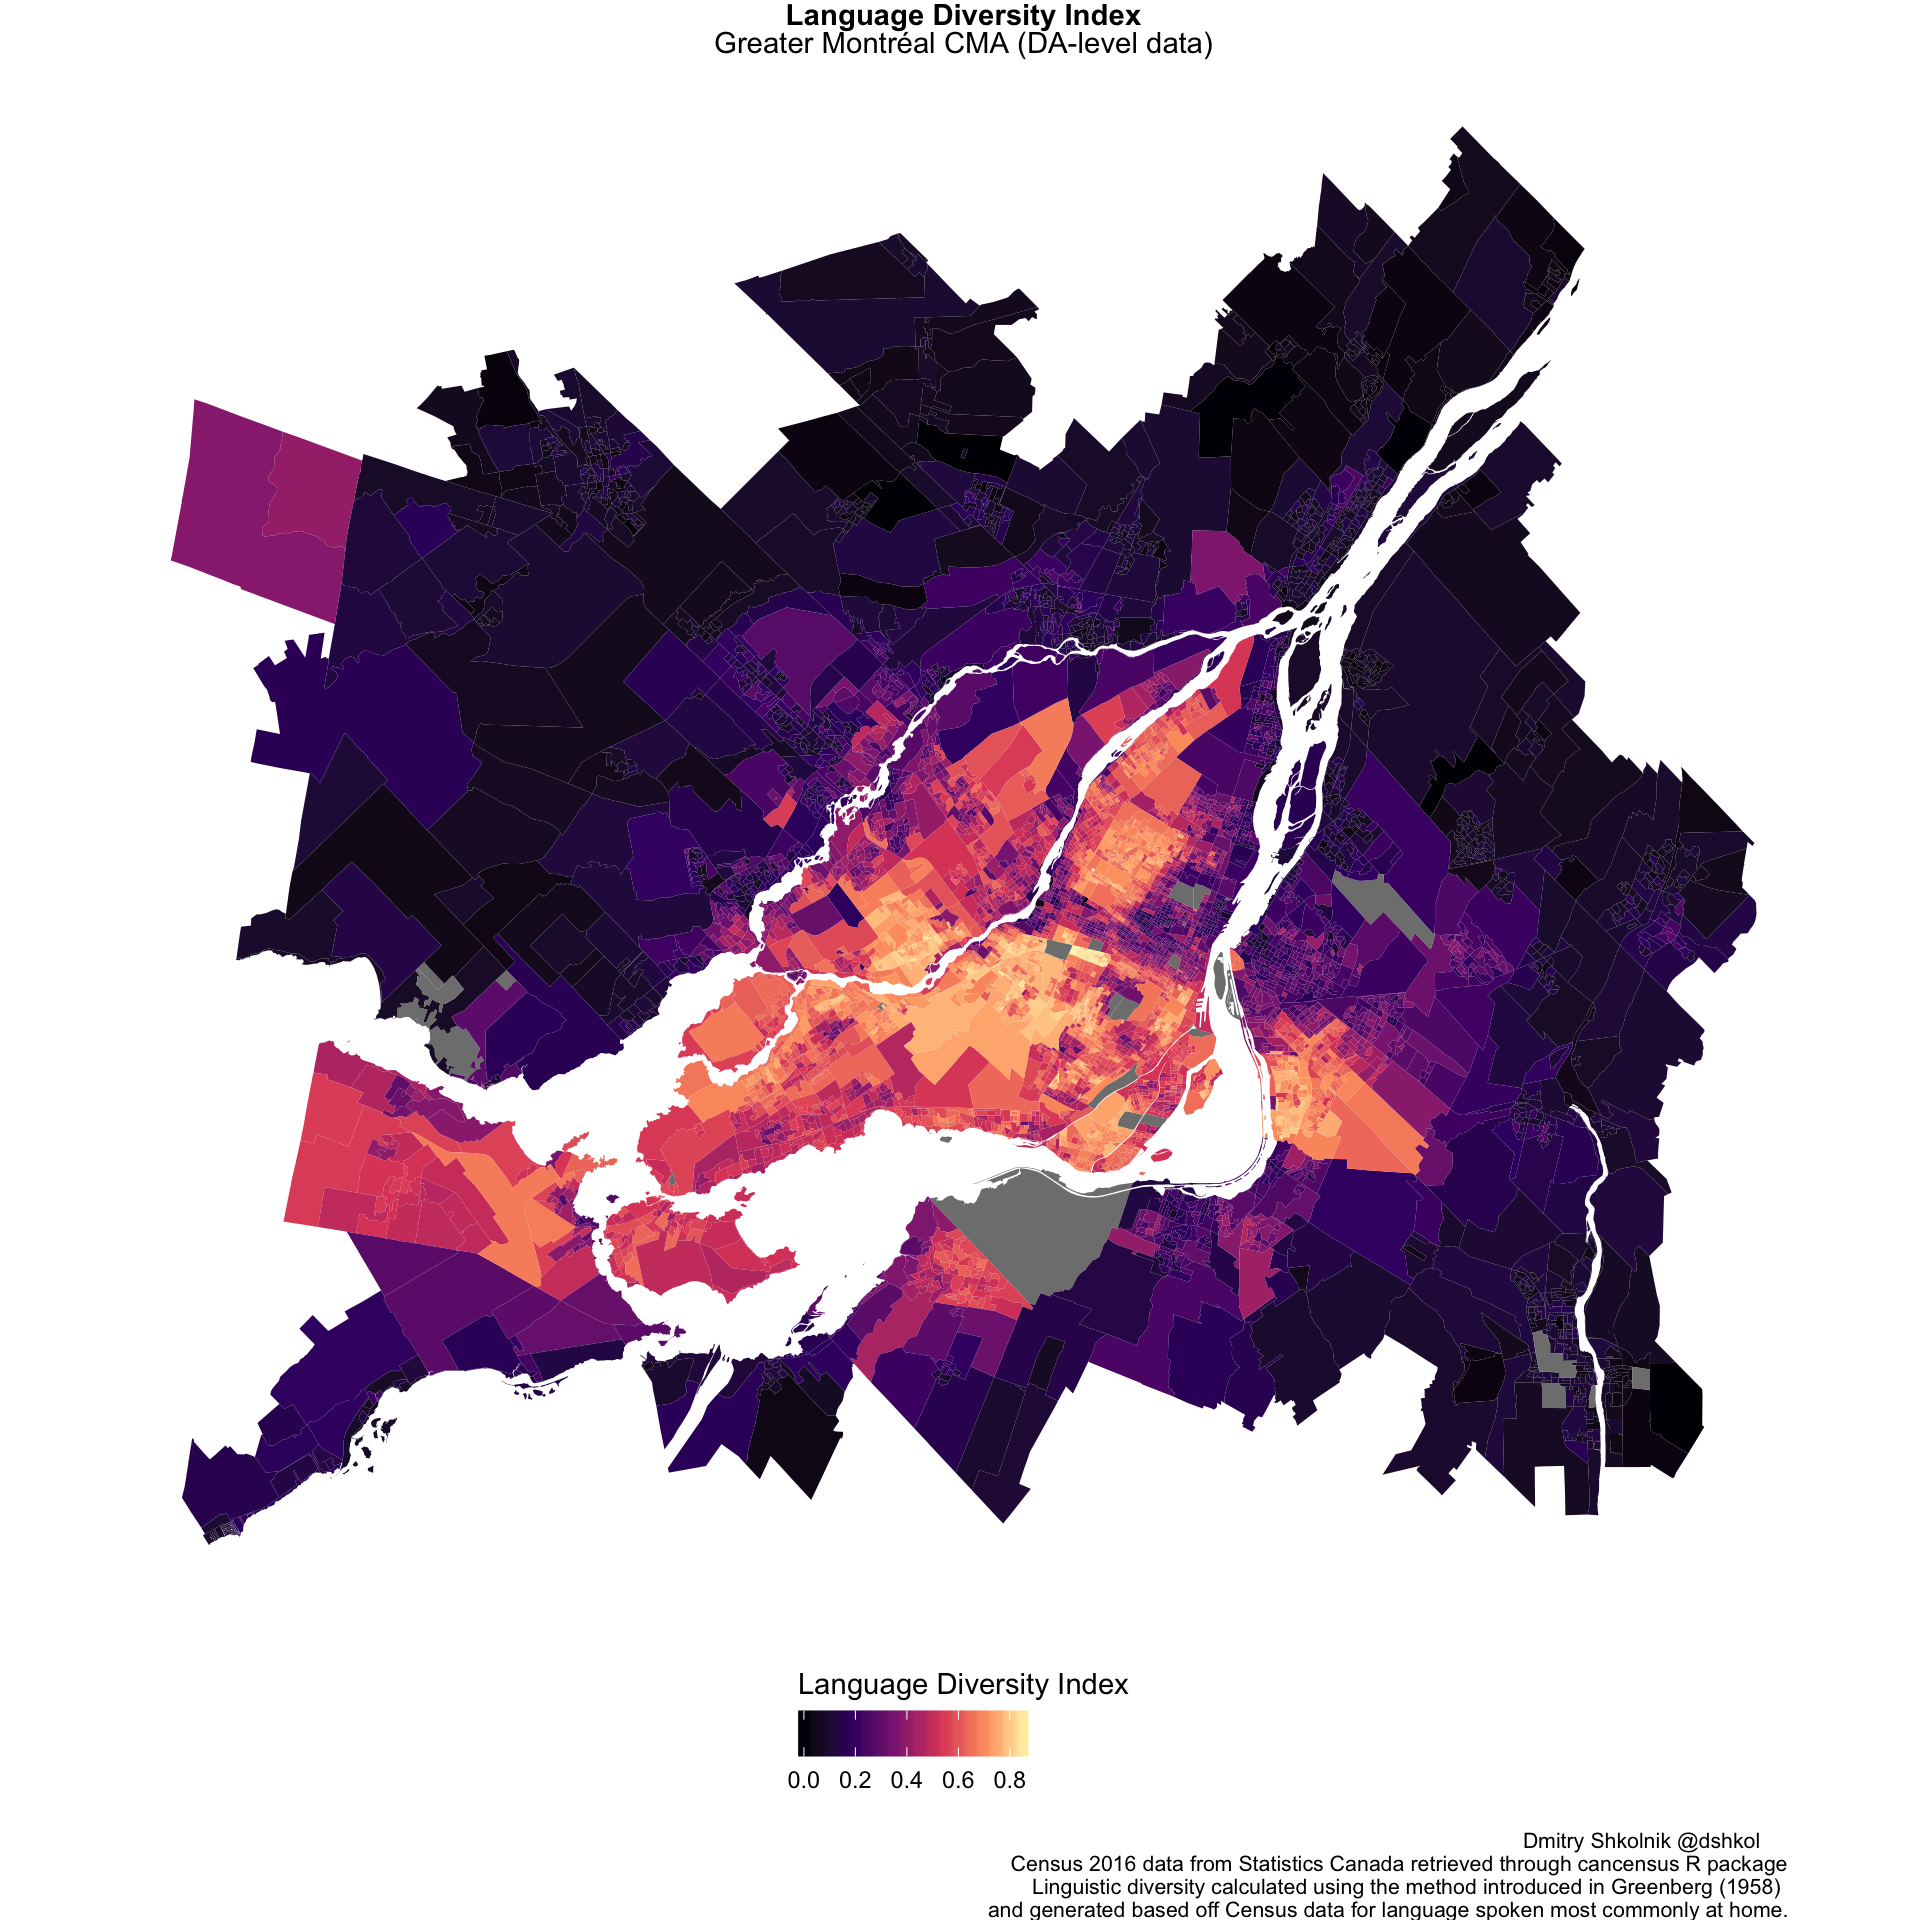 Language Diversity Index
Greater Montréal CMA (DA-level data)
Language Diversity Index
0.0 0.2 0.4 0.6 0.8
Dmitry Shkolnik @dshkol
Census 2016 data from Statistics Canada retrieved through cancensus R package
Linguistic diversity calculated using the method introduced in Greenberg (1958)
and generated based off Census data for language spoken most commonly at home.